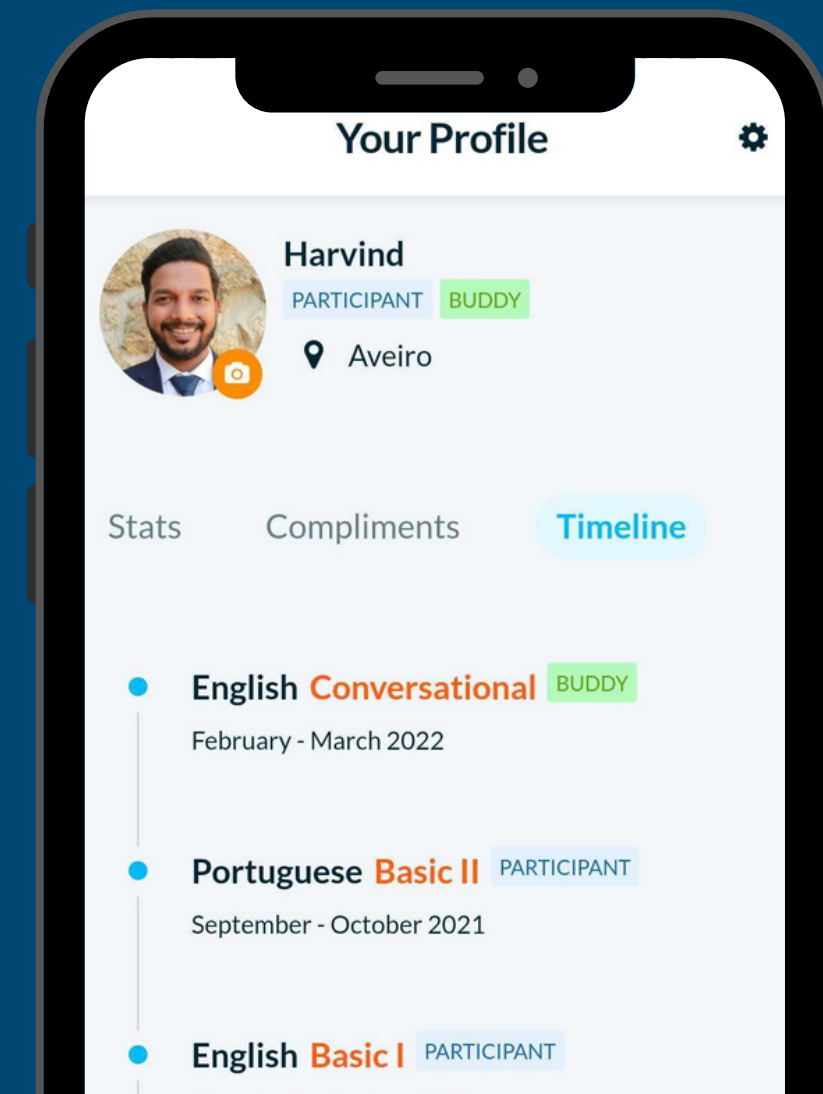 Your Profile
Harvind
PARTICIPANT BUDDY
Aveiro
Stats Compliments Timeline
English Conversational BUDDY
February - March 2022
Portuguese Basic II PARTICIPANT
September - October 2021
English Basic I PARTICIPANT